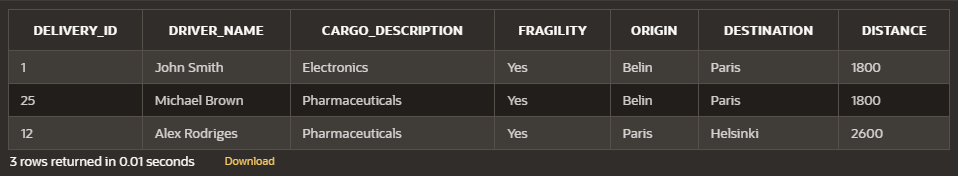 DELIVERY_ID DRIVER_NAME CARGO_DESCRIPTION FRAGILITY ORIGIN DESTINATION DISTANCE
1 John Smith Electronics Yes Belin Paris 1800
25 Michael Brown Pharmaceuticals Yes Belin Paris 1800
12 Alex Rodriges Pharmaceuticals Yes Paris Helsinki 2600
3 rows returned in 0.01 seconds Download